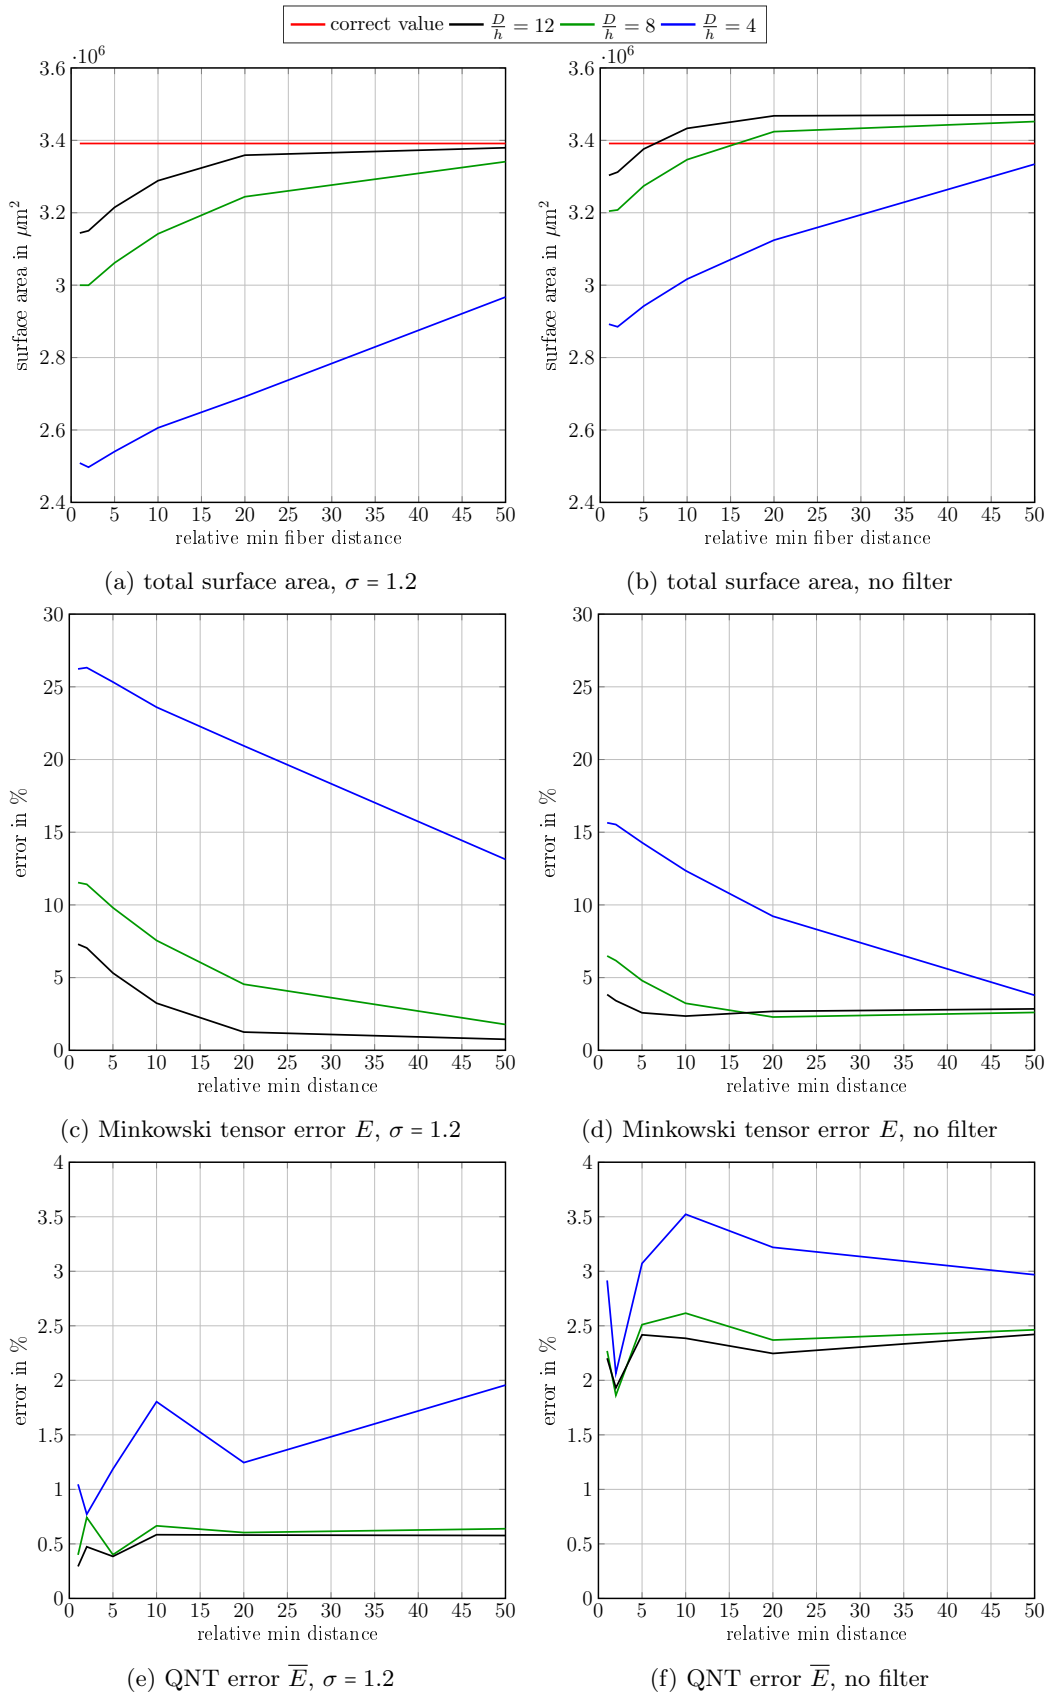 correct value D/h = 12 D/h = 8 D/h = 4
·10⁶
3.6
3.4
3.2
3
2.8
2.6
2.4
0 5 10 15 20 25 30 35 40 45 50
surface area in μm²
relative min fiber distance
(a) total surface area, σ = 1.2
·10⁶
3.6
3.4
3.2
3
2.8
2.6
2.4
0 5 10 15 20 25 30 35 40 45 50
surface area in μm²
relative min fiber distance
(b) total surface area, no filter
30
25
20
15
10
5
0
0 5 10 15 20 25 30 35 40 45 50
error in %
relative min distance
(c) Minkowski tensor error E, σ = 1.2
30
25
20
15
10
5
0
0 5 10 15 20 25 30 35 40 45 50
error in %
relative min distance
(d) Minkowski tensor error E, no filter
4
3.5
3
2.5
2
1.5
1
0.5
0
0 5 10 15 20 25 30 35 40 45 50
error in %
relative min distance
(e) QNT error E̅, σ = 1.2
4
3.5
3
2.5
2
1.5
1
0.5
0
0 5 10 15 20 25 30 35 40 45 50
error in %
relative min distance
(f) QNT error E̅, no filter